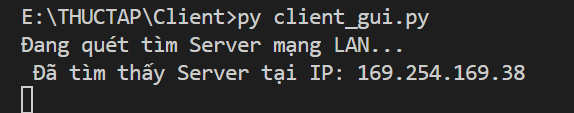 E:\THUCTAP\Client>py client_gui.py
Đang quét tìm Server mạng LAN...
Đã tìm thấy Server tại IP: 169.254.169.38